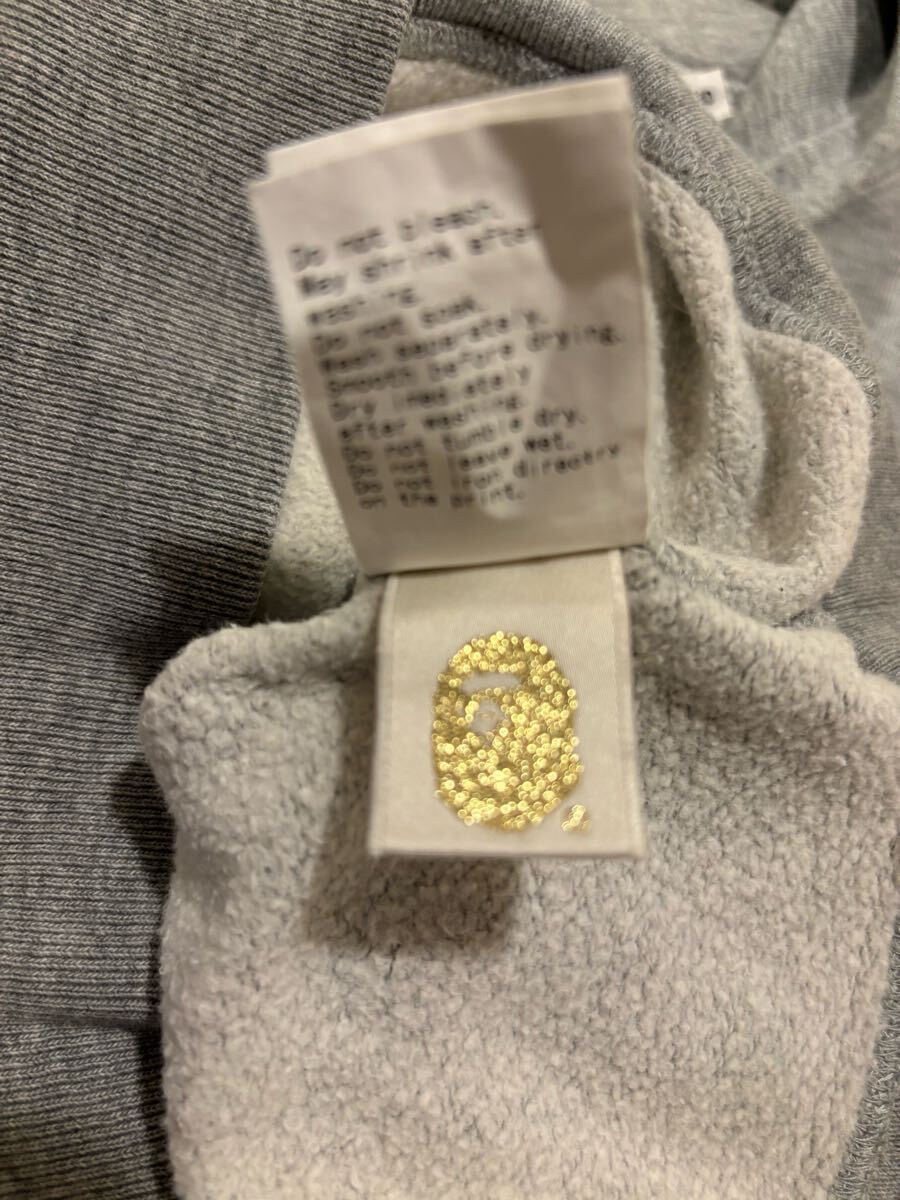 Do not bleach.
May shrink after
washing.
Do not soak.
Wash separately.
Smooth before drying.
Dry immediately
after washing.
Do not tumble dry.
Do not leave wet.
Do not iron directry
on the print.